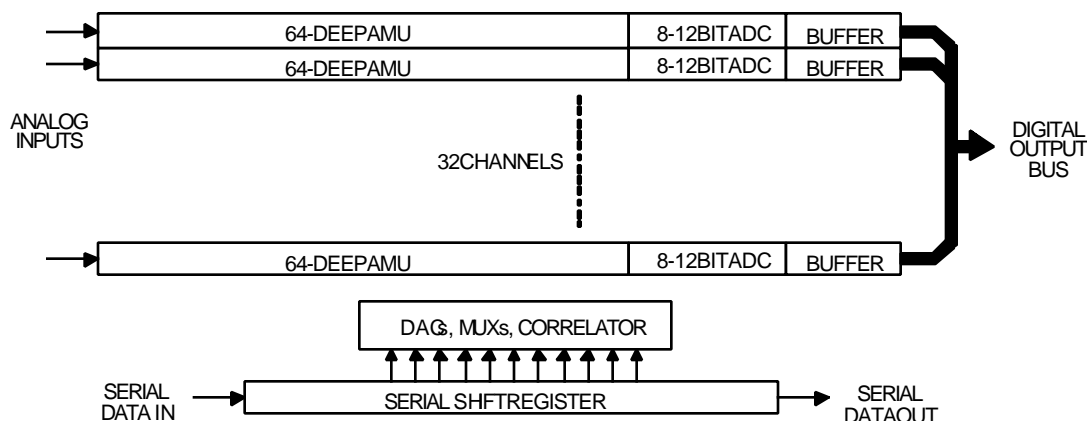 64-DEEPAMU 8-12BITADC BUFFER
64-DEEPAMU 8-12BITADC BUFFER
ANALOG
INPUTS
32CHANNELS
DIGITAL
OUTPUT
BUS
64-DEEPAMU 8-12BITADC BUFFER
DACs, MUXs, CORRELATOR
SERIAL
DATA IN
SERIAL SHIFTREGISTER
SERIAL
DATAOUT